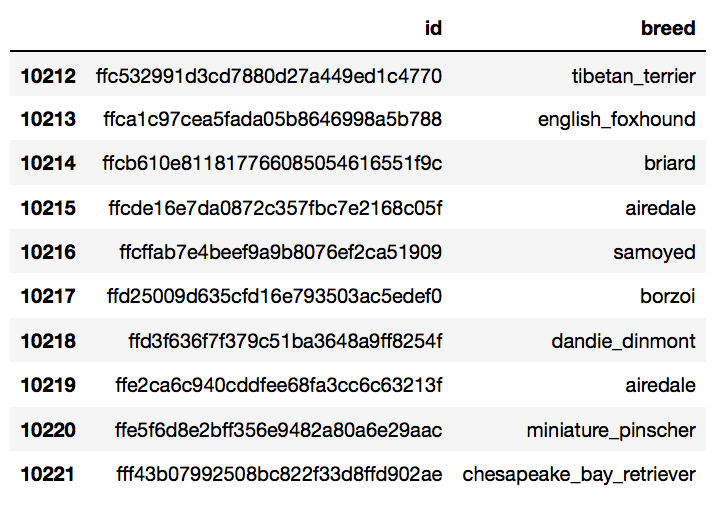 id breed
10212 ffc532991d3cd7880d27a449ed1c4770 tibetan_terrier
10213 ffca1c97cea5fada05b8646998a5b788 english_foxhound
10214 ffcb610e811817766085054616551f9c briard
10215 ffcde16e7da0872c357fbc7e2168c05f airedale
10216 ffcffab7e4beef9a9b8076ef2ca51909 samoyed
10217 ffd25009d635cfd16e793503ac5edef0 borzoi
10218 ffd3f636f7f379c51ba3648a9ff8254f dandie_dinmont
10219 ffe2ca6c940cddfee68fa3cc6c63213f airedale
10220 ffe5f6d8e2bff356e9482a80a6e29aac miniature_pinscher
10221 fff43b07992508bc822f33d8ffd902ae chesapeake_bay_retriever